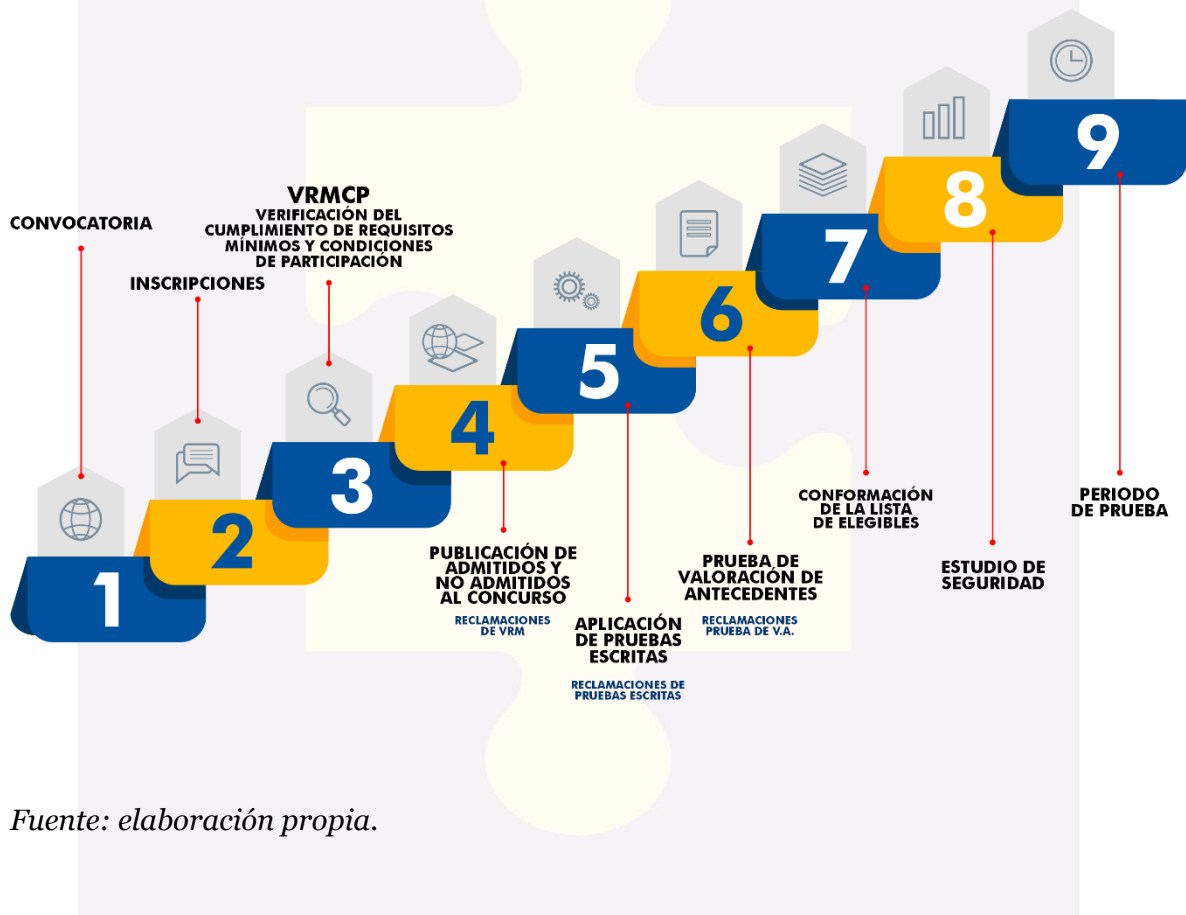 CONVOCATORIA
1
INSCRIPCIONES
2
VRMCP
VERIFICACIÓN DEL
CUMPLIMIENTO DE REQUISITOS
MÍNIMOS Y CONDICIONES
DE PARTICIPACIÓN
3
4
PUBLICACIÓN DE
ADMITIDOS Y
NO ADMITIDOS
AL CONCURSO
RECLAMACIONES
DE VRM
5
APLICACIÓN
DE PRUEBAS
ESCRITAS
RECLAMACIONES DE
PRUEBAS ESCRITAS
6
PRUEBA DE
VALORACIÓN DE
ANTECEDENTES
RECLAMACIONES
PRUEBA DE V.A.
7
CONFORMACIÓN
DE LA LISTA
DE ELEGIBLES
8
ESTUDIO DE
SEGURIDAD
9
PERIODO
DE PRUEBA
Fuente: elaboración propia.